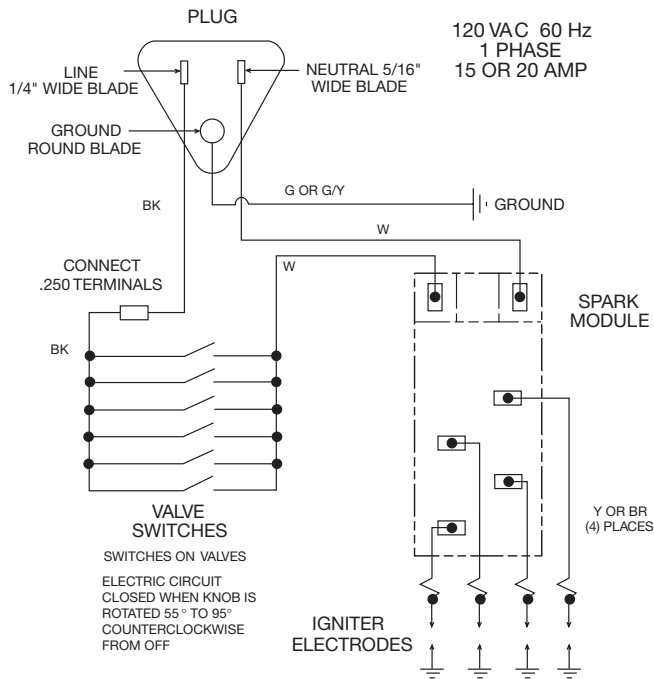 PLUG
120 VAC 60 Hz
1 PHASE
15 OR 20 AMP
LINE
1/4" WIDE BLADE
NEUTRAL 5/16"
WIDE BLADE
GROUND
ROUND BLADE
G OR G/Y
GROUND
BK
W
W
CONNECT
.250 TERMINALS
SPARK
MODULE
BK
Y OR BR
(4) PLACES
VALVE
SWITCHES
SWITCHES ON VALVES
ELECTRIC CIRCUIT
CLOSED WHEN KNOB IS
ROTATED 55° TO 95°
COUNTERCLOCKWISE
FROM OFF
IGNITER
ELECTRODES